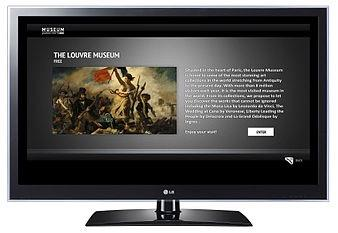 MUSEUM
THE LOUVRE MUSEUM
FREE
Situated in the heart of Paris, the Louvre Museum
is home to some of the most stunning art
collections in the world stretching from Antiquity
to the present day. With more than 8 million
visitors each year, it is the most visited museum in
the world. From its collections, we propose to let
you discover the works that cannot be ignored
including the Mona Lisa by Leonardo da Vinci, The
Wedding at Cana by Veronese, Liberty Leading the
People by Delacroix and La Grand Odalisque by
Ingres
Enjoy your visit!
ENTER
BACK
LG